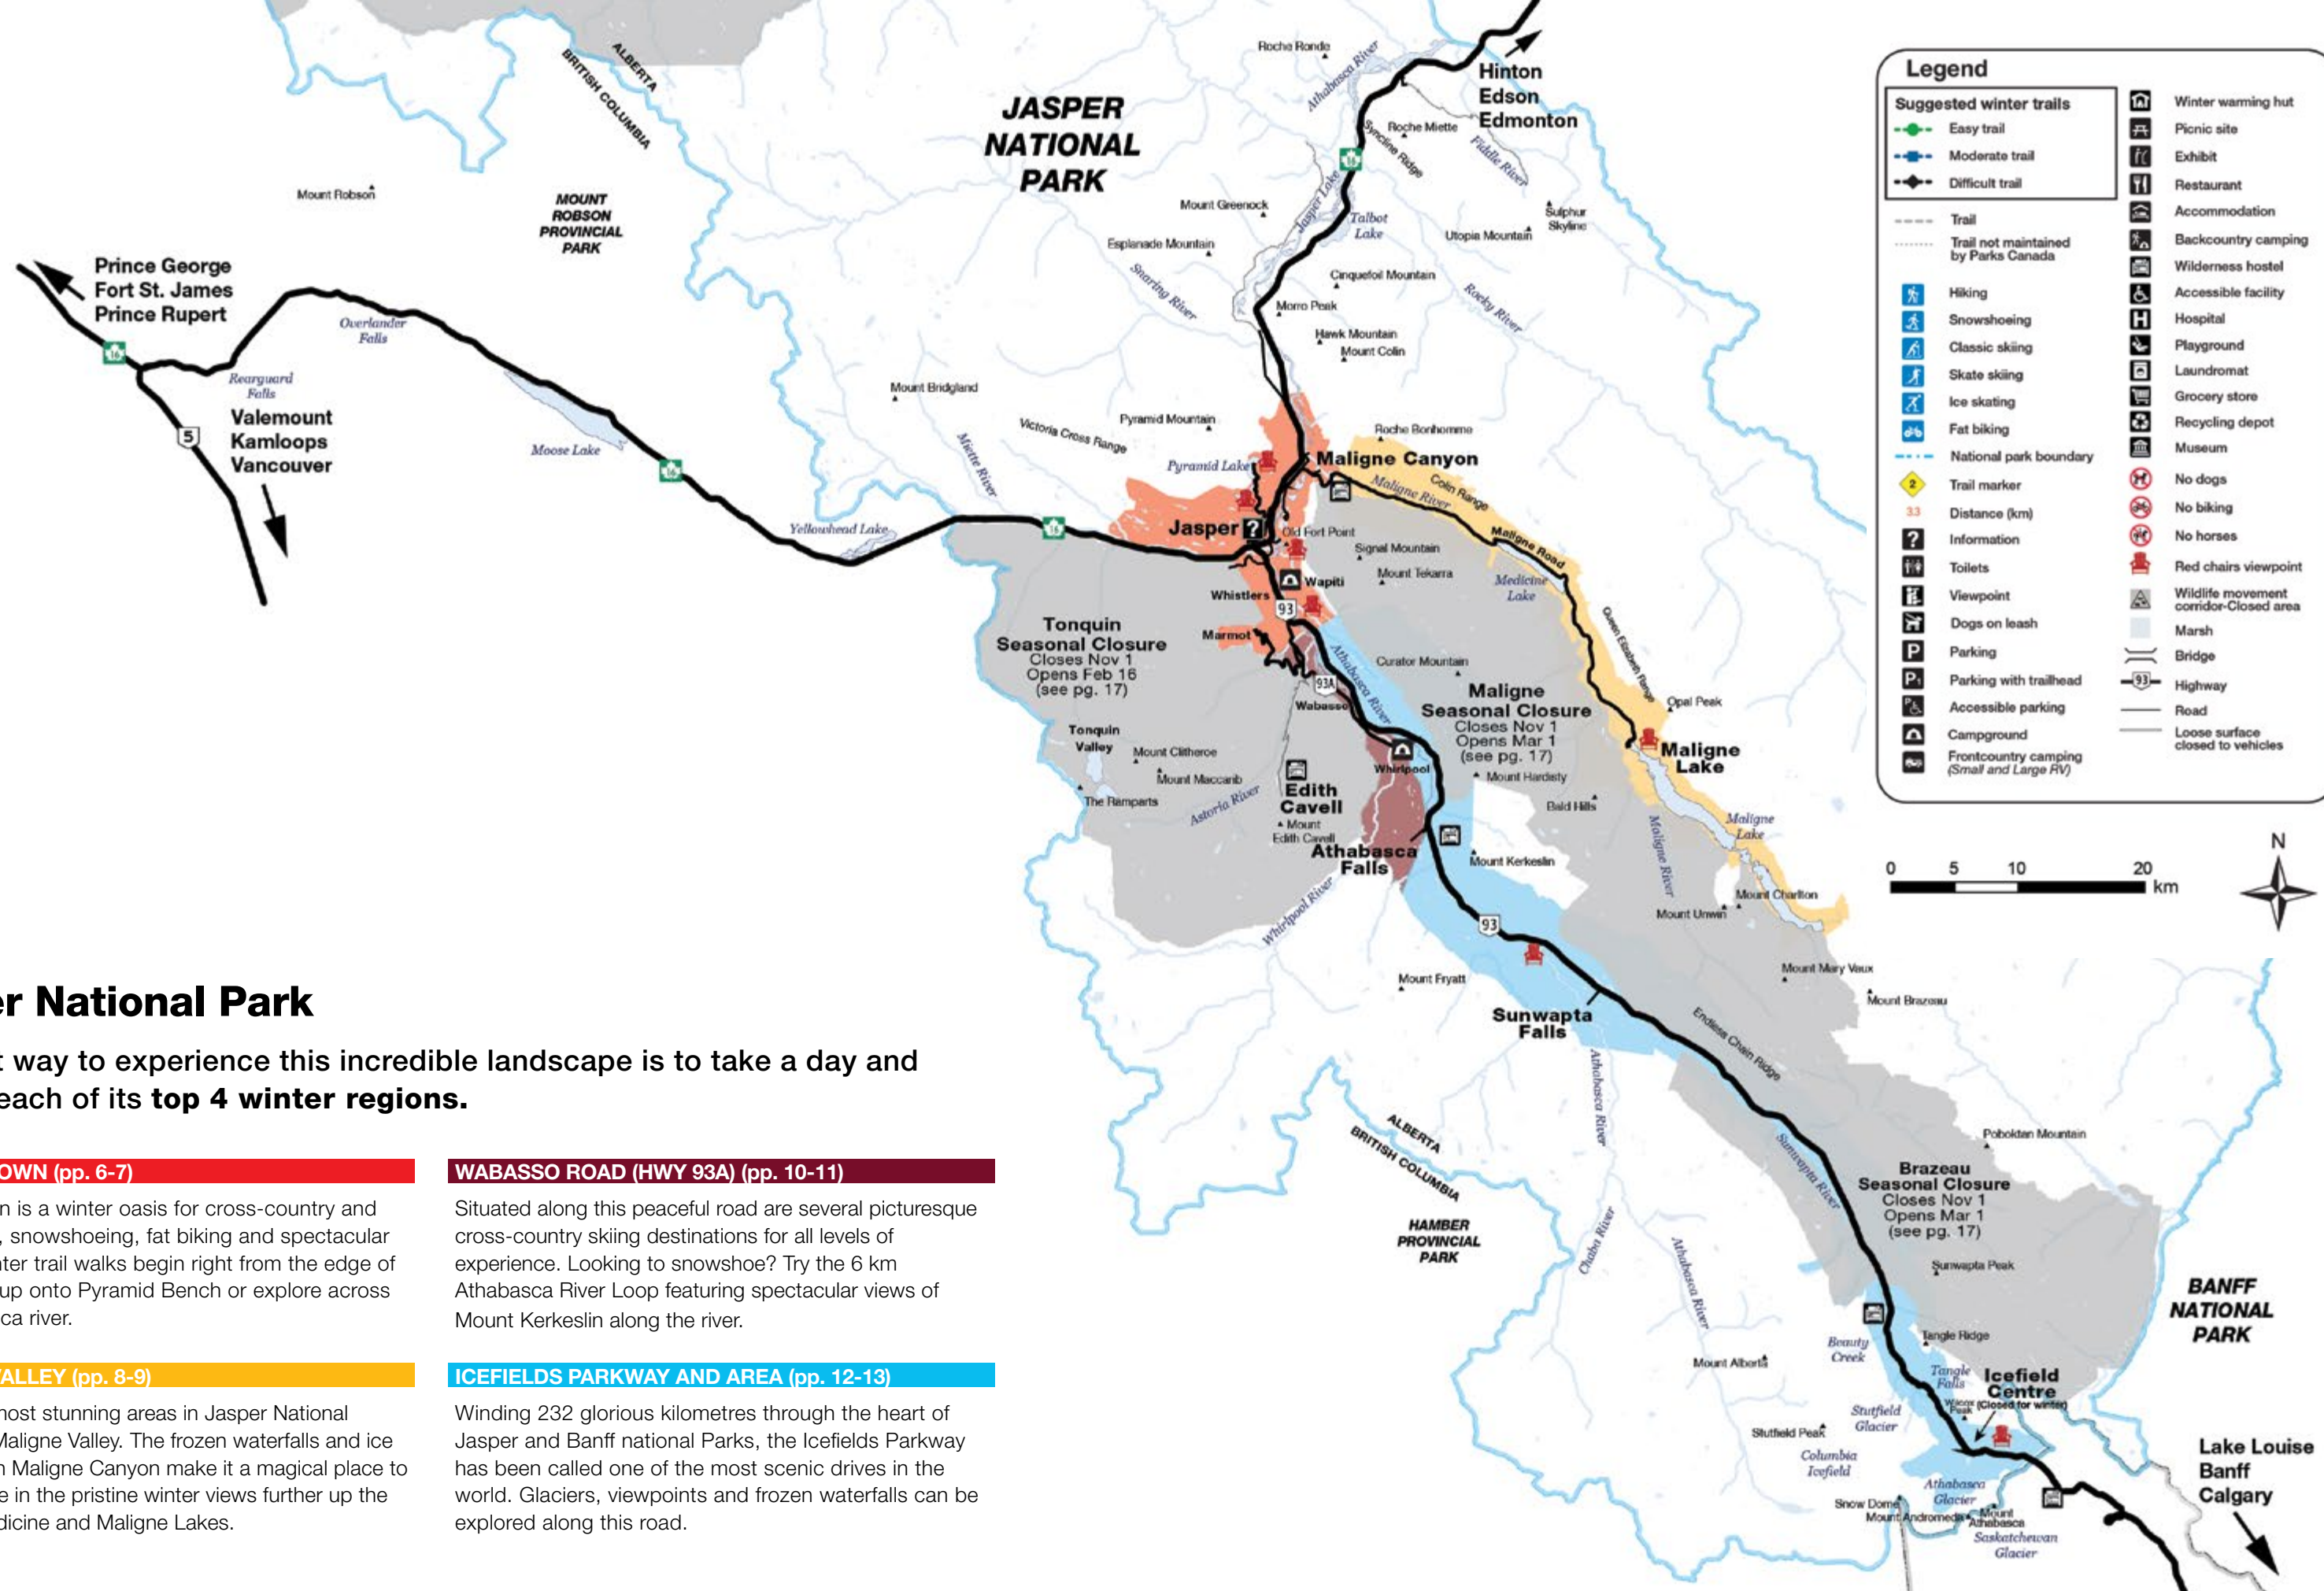 Roche Ronde
Athabasca River
Hinton
Edson
Edmonton
ALBERTA
BRITISH COLUMBIA
JASPER
NATIONAL
PARK
Roche Miette
Syncline Ridge
Fiddle River
16
Mount Robson
MOUNT
ROBSON
PROVINCIAL
PARK
Mount Greenock
Jasper Lake
Talbot
Lake
Sulphur
Skyline
Utopia Mountain
Esplanade Mountain
Snaring River
Cinquefoil Mountain
Rocky River
Morro Peak
Hawk Mountain
Mount Colin
Prince George
Fort St. James
Prince Rupert
16
Overlander
Falls
Rearguard
Falls
Valemount
Kamloops
Vancouver
5
Moose Lake
16
Mount Bridgland
Miette River
Victoria Cross Range
Pyramid Mountain
Roche Bonhomme
Pyramid Lake
Maligne Canyon
Maligne River
Colin Range
Yellowhead Lake
16
Jasper
?
Old Fort Point
Signal Mountain
Maligne Road
Mount Tekarra
Medicine
Lake
Wapiti
Whistlers
93
Queen Elizabeth Range
Tonquin
Seasonal Closure
Closes Nov 1
Opens Feb 16
(see pg. 17)
Marmot
Athabasca River
Curator Mountain
93A
Wabasso
Maligne
Seasonal Closure
Closes Nov 1
Opens Mar 1
(see pg. 17)
Opal Peak
Tonquin
Valley
Mount Clitheroe
Mount Maccarib
Whirlpool
Maligne
Lake
Mount Hardisty
The Ramparts
Astoria River
Edith
Cavell
Mount
Edith Cavell
Bald Hills
Maligne River
Maligne
Lake
Athabasca
Falls
Mount Kerkeslin
Whirlpool River
Mount Charlton
Mount Unwin
93
Mount Fryatt
Mount Mary Vaux
Mount Brazeau
Sunwapta
Falls
Endless Chain Ridge
Athabasca River
ALBERTA
BRITISH COLUMBIA
Sunwapta River
Poboktan Mountain
Brazeau
Seasonal Closure
Closes Nov 1
Opens Mar 1
(see pg. 17)
HAMBER
PROVINCIAL
PARK
Chaba River
Athabasca River
Sunwapta Peak
BANFF
NATIONAL
PARK
Tangle Ridge
Beauty
Creek
Mount Alberta
Tangle
Falls
Icefield
Centre
(Closed for winter)
Wilcox
Peak
Stutfield
Glacier
Stutfield Peak
Columbia
Icefield
Athabasca
Glacier
Snow Dome
Mount Andromeda
Mount
Athabasca
Saskatchewan
Glacier
Lake Louise
Banff
Calgary
Legend
Suggested winter trails
Easy trail
Moderate trail
Difficult trail
Trail
Trail not maintained
by Parks Canada
Hiking
Snowshoeing
Classic skiing
Skate skiing
Ice skating
Fat biking
National park boundary
2 Trail marker
33 Distance (km)
? Information
Toilets
Viewpoint
Dogs on leash
P Parking
P Parking with trailhead
Accessible parking
Campground
Frontcountry camping
(Small and Large RV)
Winter warming hut
Picnic site
Exhibit
Restaurant
Accommodation
Backcountry camping
Wilderness hostel
Accessible facility
H Hospital
Playground
Laundromat
Grocery store
Recycling depot
Museum
No dogs
No biking
No horses
Red chairs viewpoint
Wildlife movement
corridor-Closed area
Marsh
Bridge
93 Highway
Road
Loose surface
closed to vehicles
N
0 5 10 20
km
er National Park
t way to experience this incredible landscape is to take a day and
each of its top 4 winter regions.
OWN (pp. 6-7)
n is a winter oasis for cross-country and
, snowshoeing, fat biking and spectacular
nter trail walks begin right from the edge of
up onto Pyramid Bench or explore across
ca river.
WABASSO ROAD (HWY 93A) (pp. 10-11)
Situated along this peaceful road are several picturesque
cross-country skiing destinations for all levels of
experience. Looking to snowshoe? Try the 6 km
Athabasca River Loop featuring spectacular views of
Mount Kerkeslin along the river.
ALLEY (pp. 8-9)
nost stunning areas in Jasper National
Maligne Valley. The frozen waterfalls and ice
n Maligne Canyon make it a magical place to
e in the pristine winter views further up the
dicine and Maligne Lakes.
ICEFIELDS PARKWAY AND AREA (pp. 12-13)
Winding 232 glorious kilometres through the heart of
Jasper and Banff national Parks, the Icefields Parkway
has been called one of the most scenic drives in the
world. Glaciers, viewpoints and frozen waterfalls can be
explored along this road.